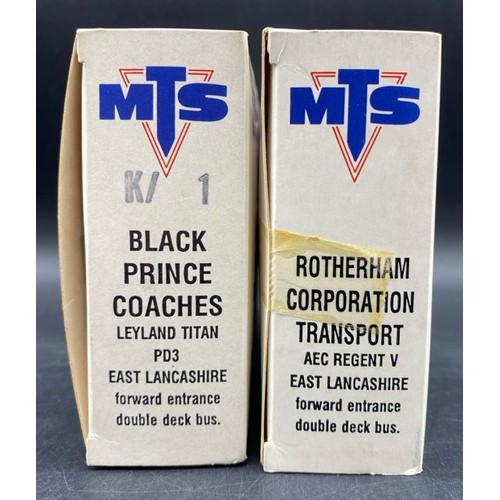 MTS
K/ 1
BLACK
PRINCE
COACHES
LEYLAND TITAN
PD3
EAST LANCASHIRE
forward entrance
double deck bus.
MTS
ROTHERHAM
CORPORATION
TRANSPORT
AEC REGENT V
EAST LANCASHIRE
forward entrance
double deck bus.